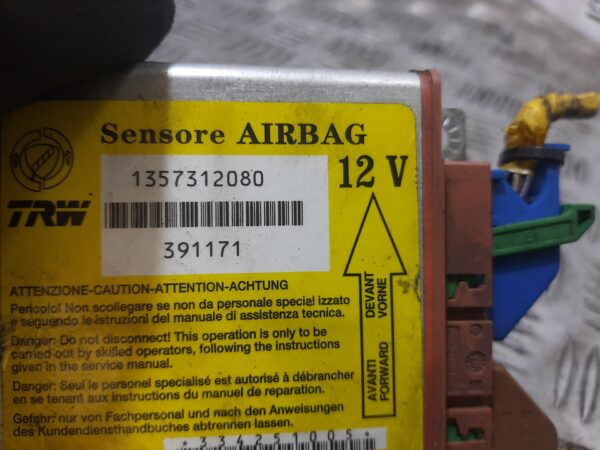 Sensore AIRBAG
1357312080
12 V
TRW
391171
ATTENZIONE-CAUTION-ATTENTION-ACHTUNG
Pericolo! Non scollegare se non da personale specializzato
e seguendo le istruzioni del manuale di assistenza tecnica.
Danger: Do not disconnect! This operation is only to be
carried out by skilled operators, following the instructions
given in the service manual.
Danger: Seul le personel specialisé est autorisé à débrancher
en se tenant aux instructions du manuel de reparation.
Gefahr: nur von Fachpersonal und nach den Anweisungen
des Kundendiensthandbuches abtrennen lassen.
AVANTI DEVANT
FORWARD VORNE
*334251005*